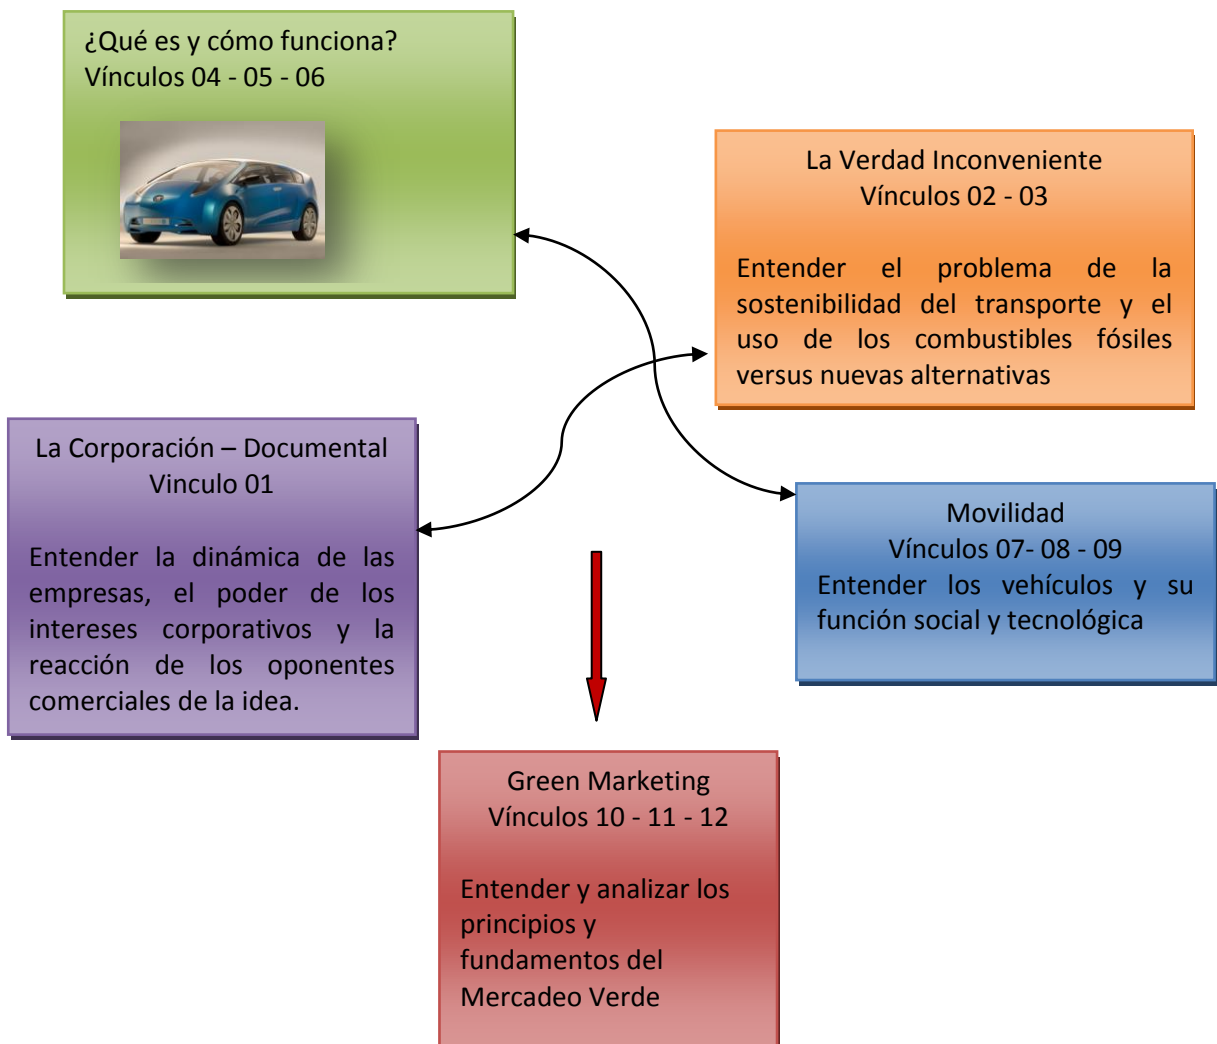 ¿Qué es y cómo funciona?
Vínculos 04 - 05 - 06
La Verdad Inconveniente
Vínculos 02 - 03
Entender el problema de la
sostenibilidad del transporte y el
uso de los combustibles fósiles
versus nuevas alternativas
La Corporación – Documental
Vinculo 01
Entender la dinámica de las
empresas, el poder de los
intereses corporativos y la
reacción de los oponentes
comerciales de la idea.
Movilidad
Vínculos 07- 08 - 09
Entender los vehículos y su
función social y tecnológica
Green Marketing
Vínculos 10 - 11 - 12
Entender y analizar los
principios y
fundamentos del
Mercadeo Verde